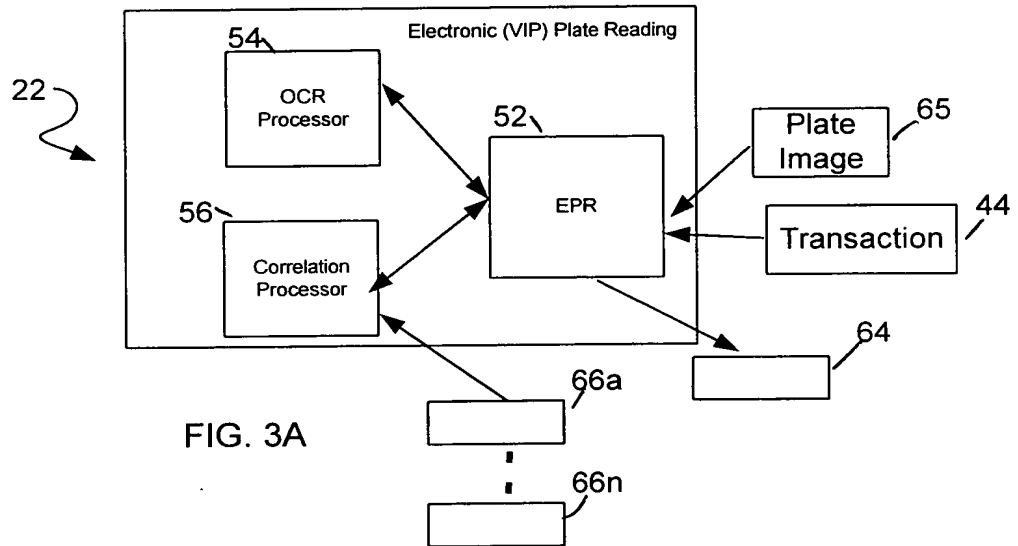 Electronic (VIP) Plate Reading
54
22
OCR
Processor
52
65
Plate
Image
EPR
56
44
Transaction
Correlation
Processor
64
66a
FIG. 3A
66n